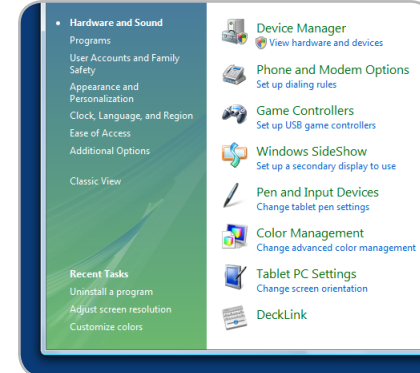 Hardware and Sound
Programs
User Accounts and Family
Safety
Appearance and
Personalization
Clock, Language, and Region
Ease of Access
Additional Options
Classic View
Recent Tasks
Uninstall a program
Adjust screen resolution
Customize colors
Device Manager
View hardware and devices
Phone and Modem Options
Set up dialing rules
Game Controllers
Set up USB game controllers
Windows SideShow
Set up a secondary display to use
Pen and Input Devices
Change tablet pen settings
Color Management
Change advanced color management
Tablet PC Settings
Change screen orientation
DeckLink